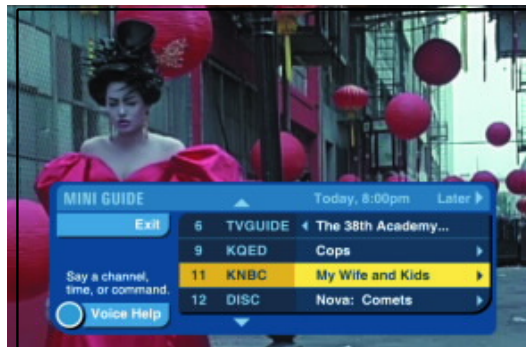 MINI GUIDE Today, 8:00pm Later
Exit
6 TVGUIDE The 38th Academy...
9 KQED Cops
11 KNBC My Wife and Kids
12 DISC Nova: Comets
Say a channel,
time, or command.
Voice Help